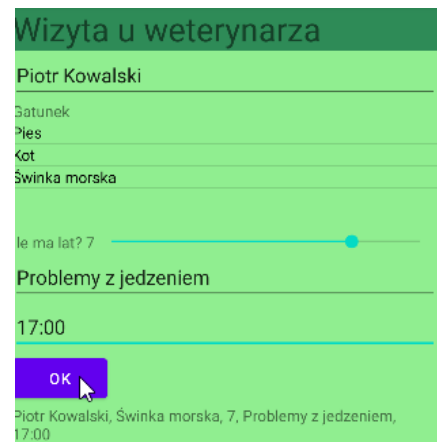 Wizyta u weterynarza
Piotr Kowalski
Gatunek
Pies
Kot
Świnka morska
le ma lat? 7
Problemy z jedzeniem
17:00
OK
Piotr Kowalski, Świnka morska, 7, Problemy z jedzeniem,
17:00